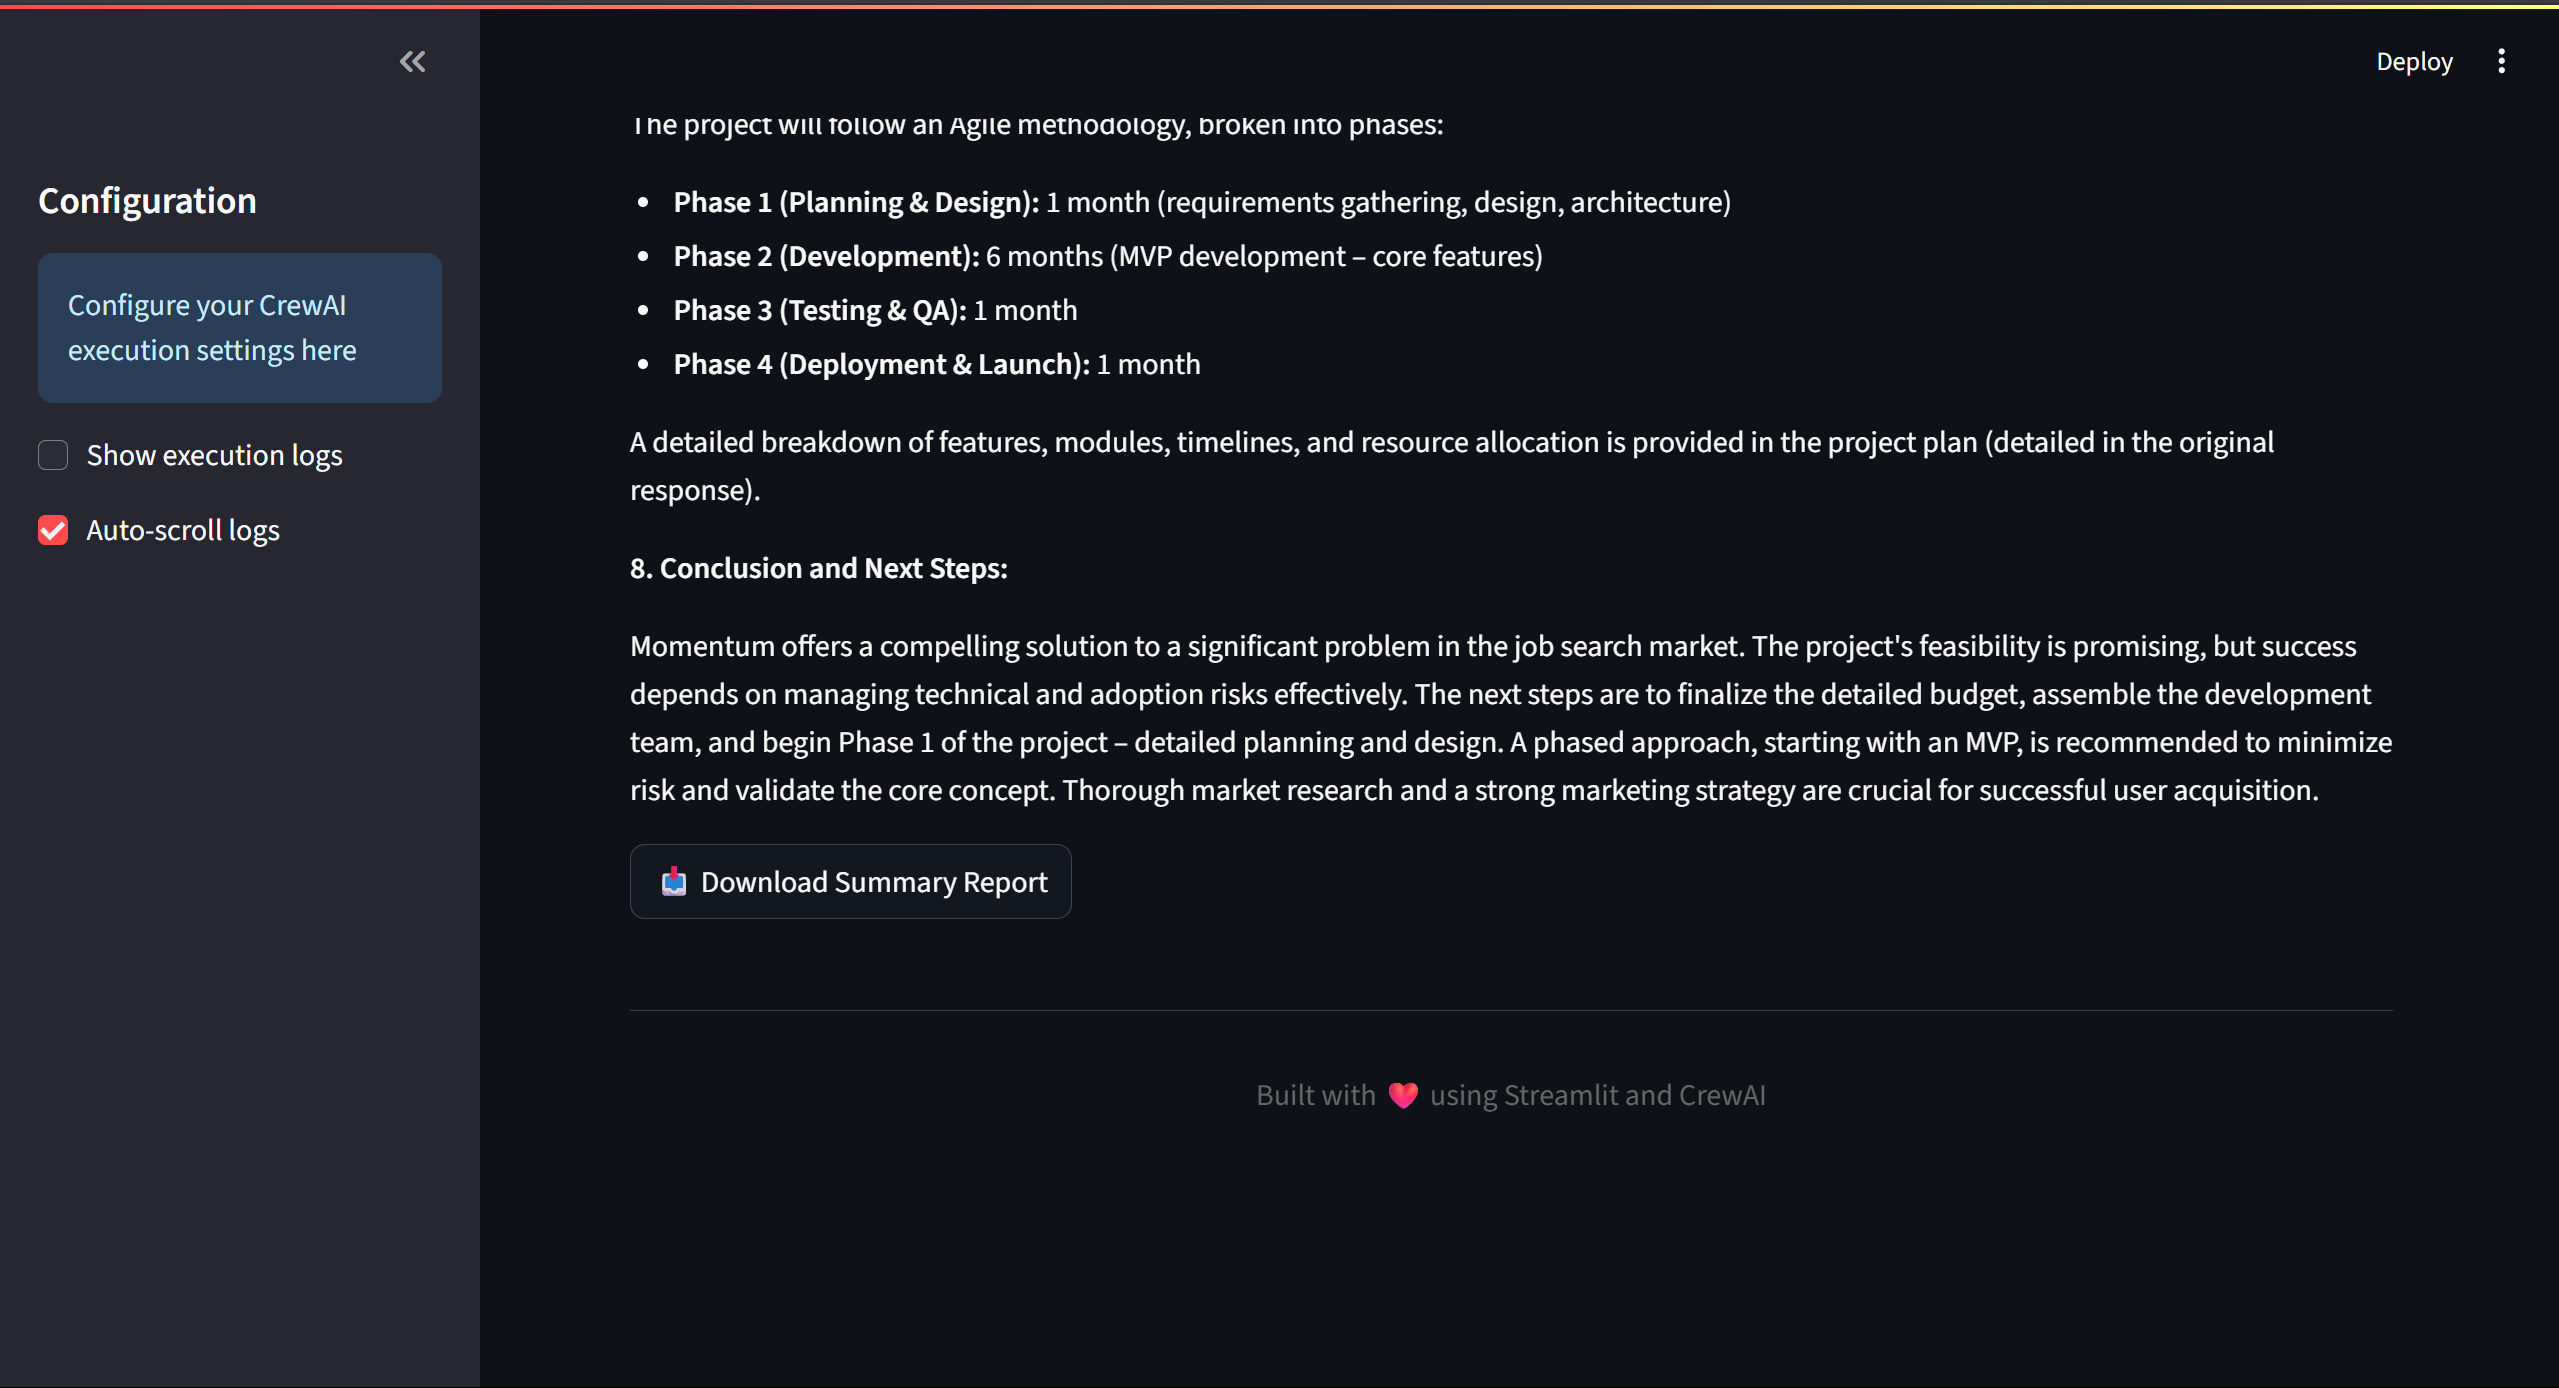 Deploy
Configuration
Configure your CrewAI
execution settings here
Show execution logs
Auto-scroll logs
The project will follow an Agile methodology, broken into phases:
• Phase 1 (Planning & Design): 1 month (requirements gathering, design, architecture)
• Phase 2 (Development): 6 months (MVP development – core features)
• Phase 3 (Testing & QA): 1 month
• Phase 4 (Deployment & Launch): 1 month
A detailed breakdown of features, modules, timelines, and resource allocation is provided in the project plan (detailed in the original
response).
8. Conclusion and Next Steps:
Momentum offers a compelling solution to a significant problem in the job search market. The project's feasibility is promising, but success
depends on managing technical and adoption risks effectively. The next steps are to finalize the detailed budget, assemble the development
team, and begin Phase 1 of the project – detailed planning and design. A phased approach, starting with an MVP, is recommended to minimize
risk and validate the core concept. Thorough market research and a strong marketing strategy are crucial for successful user acquisition.
📥 Download Summary Report
Built with ❤️ using Streamlit and CrewAI